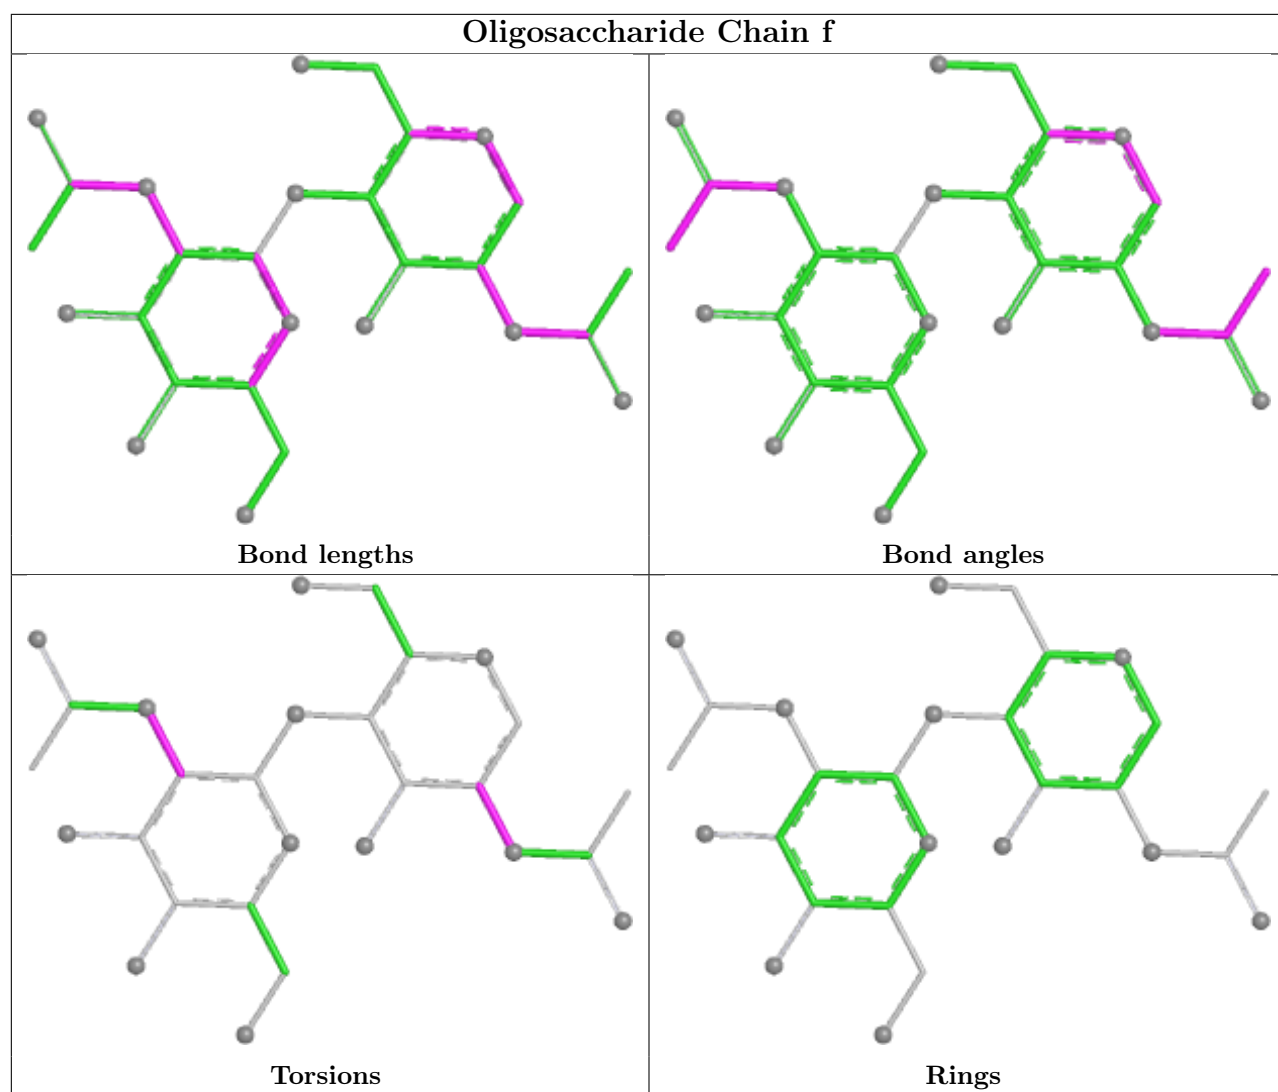 Oligosaccharide Chain f
Bond lengths
Bond angles
Torsions
Rings